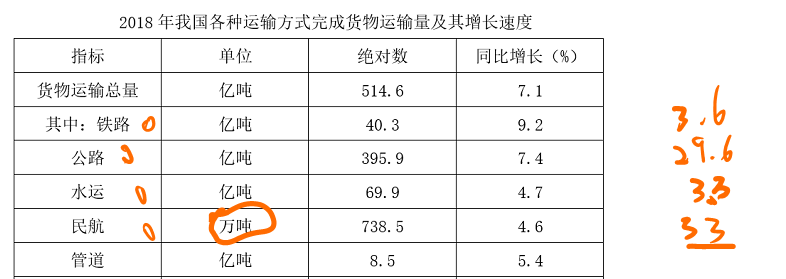 2018 年我国各种运输方式完成货物运输量及其增长速度
指标 单位 绝对数 同比增长（%）
货物运输总量 亿吨 514.6 7.1
其中：铁路 亿吨 40.3 9.2
公路 亿吨 395.9 7.4
水运 亿吨 69.9 4.7
民航 万吨 738.5 4.6
管道 亿吨 8.5 5.4
3.6
29.6
3.3
33